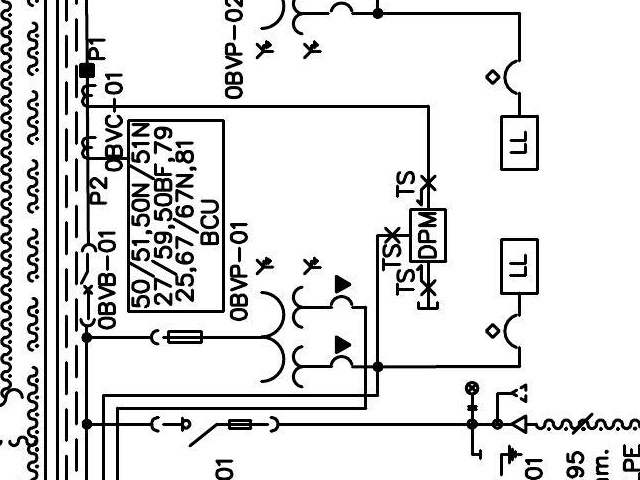 P1
0BVC-01
P2
0BVB-01
50/51,50N/51N
27/59,50BF,79
25,67/67N,81
BCU
0BVP-02
0BVP-01
TS
TS
TS
DPM
LL
LL
01
01
95
am.
PE